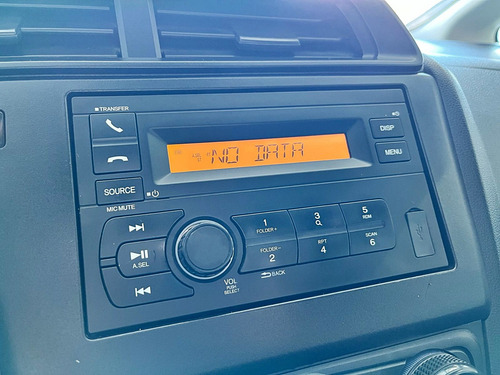 TRANSFER
NO DATA
DISP
MENU
SOURCE
MIC MUTE
A.SEL
VOL
PUSH
SELECT
1
FOLDER+
3
5
RDM
FOLDER-
2
RPT
4
SCAN
6
BACK